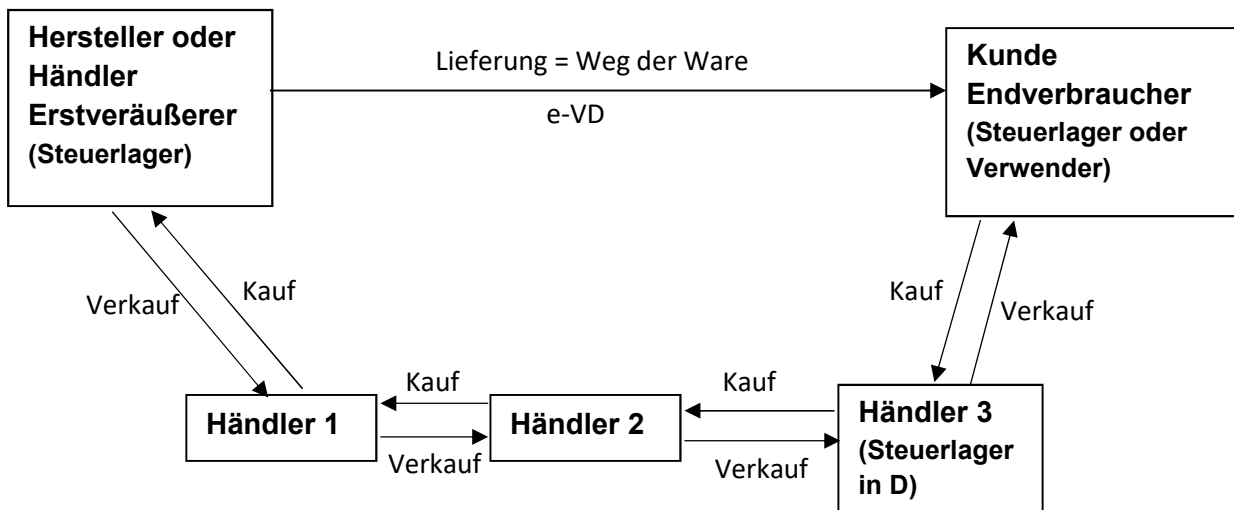 Hersteller oder
Händler
Erstveräußerer
(Steuerlager)
Lieferung = Weg der Ware
e-VD
Kunde
Endverbraucher
(Steuerlager oder
Verwender)
Verkauf
Kauf
Kauf
Verkauf
Händler 1
Kauf
Verkauf
Händler 2
Kauf
Verkauf
Händler 3
(Steuerlager
in D)